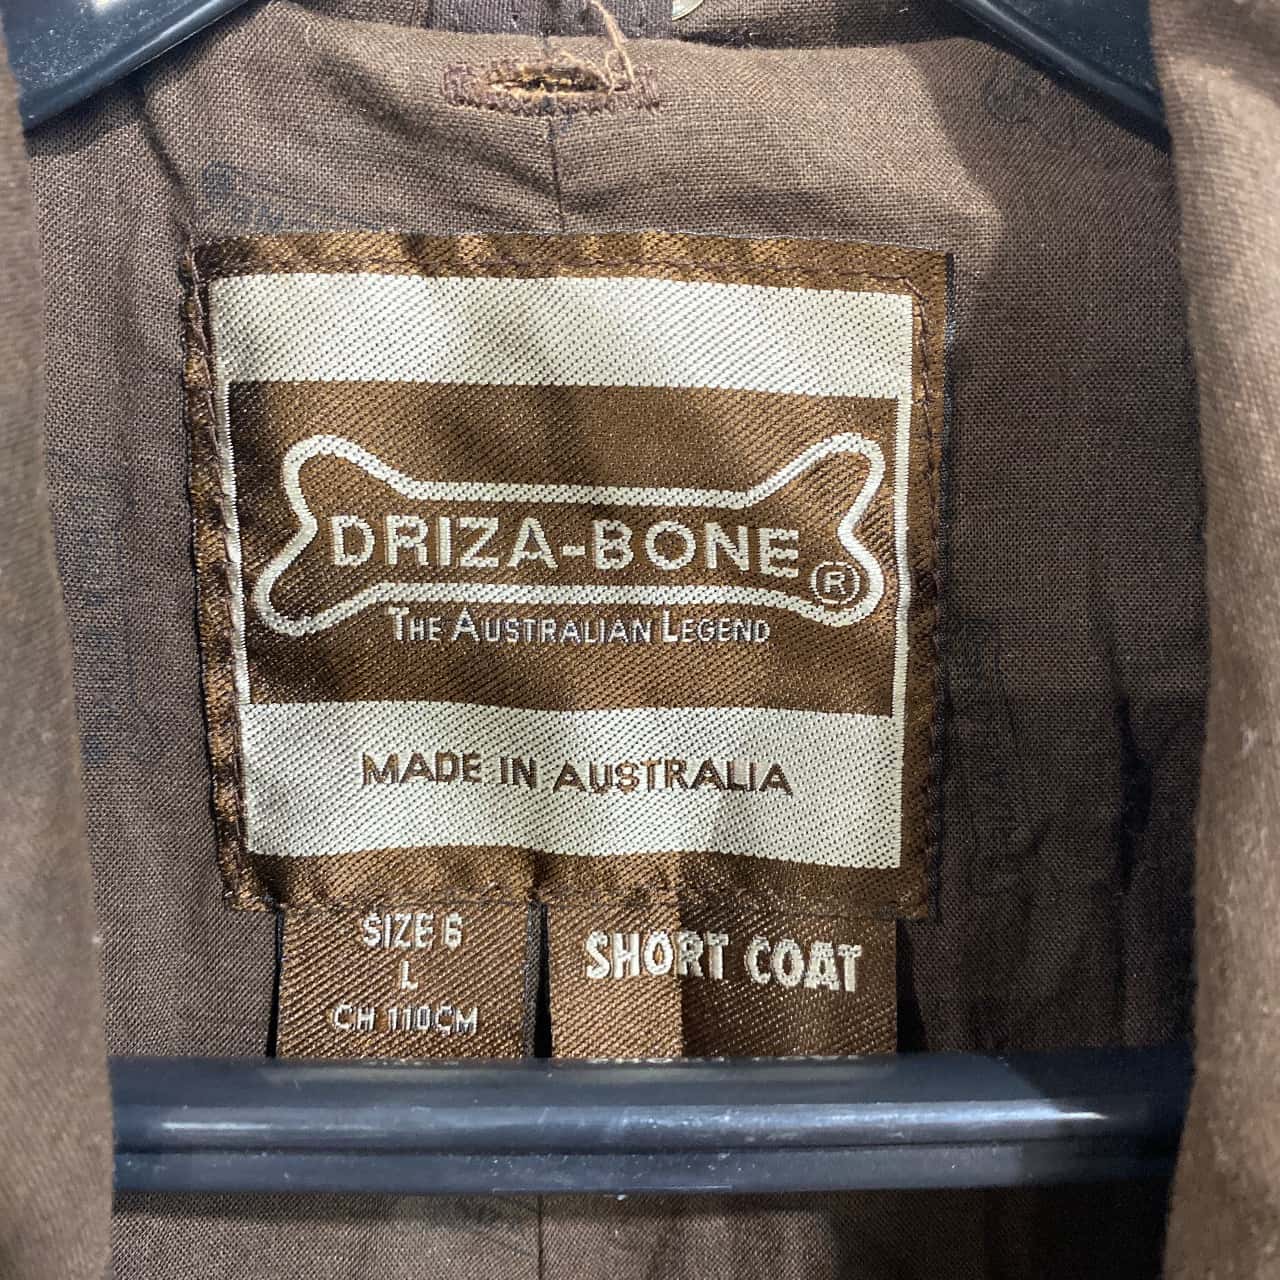 DRIZA-BONE ®
THE AUSTRALIAN LEGEND
MADE IN AUSTRALIA
SIZE 6
L
CH 110CM
SHORT COAT